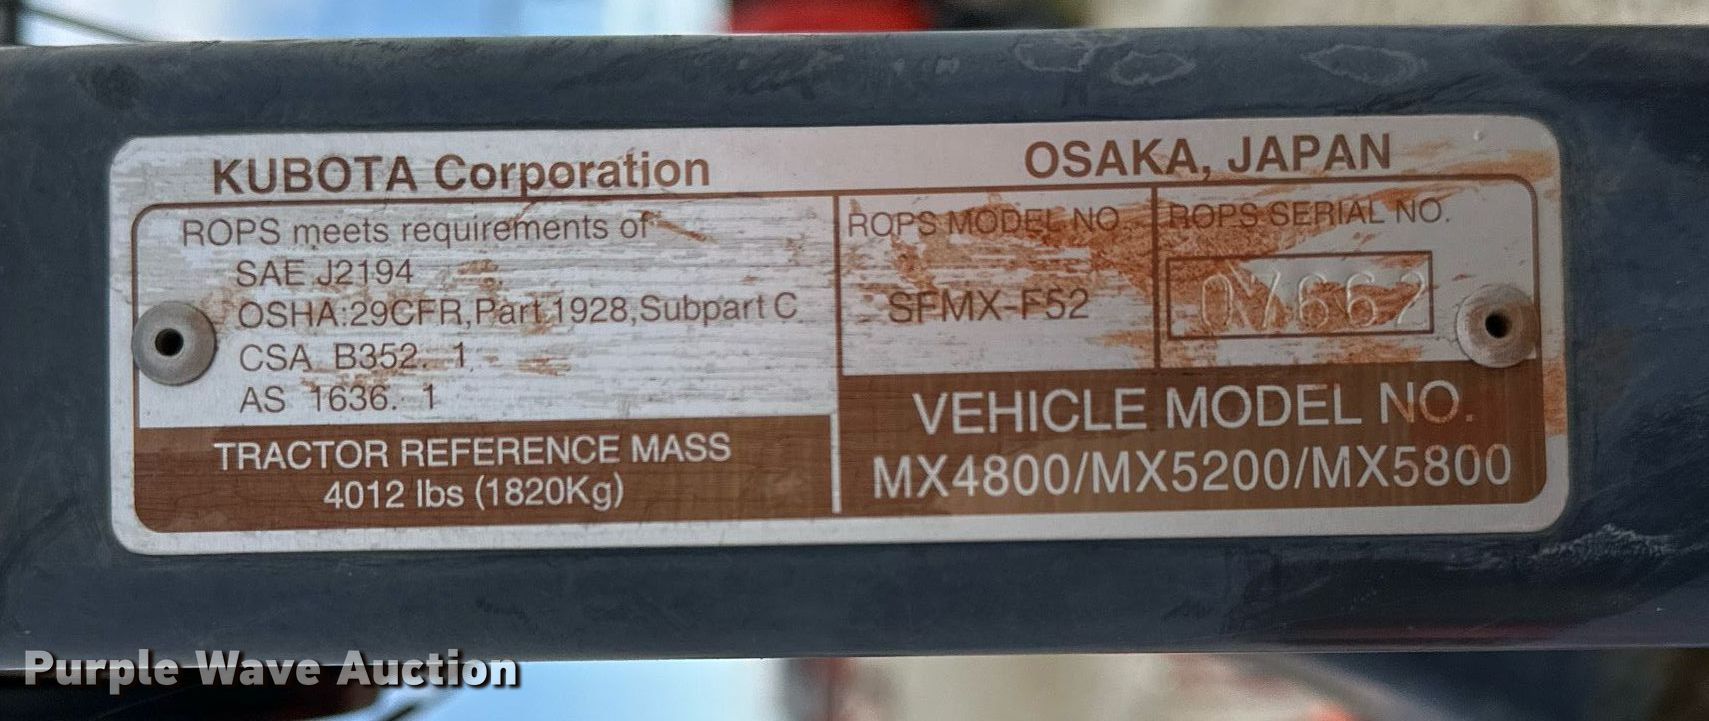 KUBOTA Corporation OSAKA, JAPAN
ROPS meets requirements of
SAE J2194
OSHA:29CFR,Part 1928,Subpart C
CSA B352. 1
AS 1636. 1
TRACTOR REFERENCE MASS
4012 lbs (1820Kg)
ROPS MODEL NO.
SFMX-F52
ROPS SERIAL NO.
07662
VEHICLE MODEL NO.
MX4800/MX5200/MX5800
Purple Wave Auction